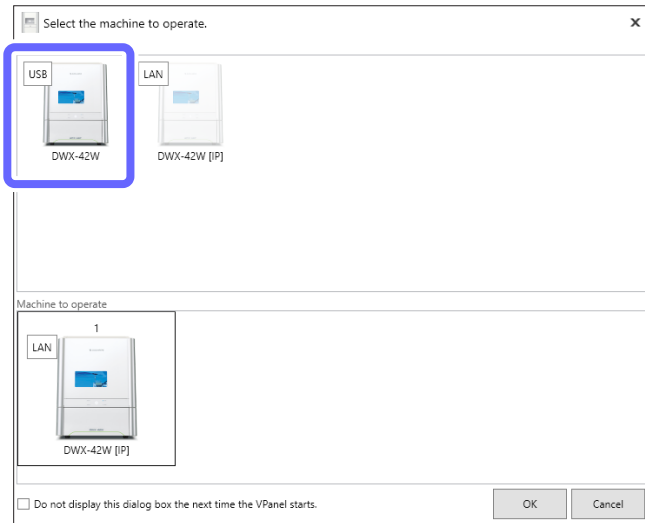 Select the machine to operate.
USB
LAN
DWX-42W
DWX-42W [IP]
Machine to operate
1
LAN
DWX-42W [IP]
Do not display this dialog box the next time the VPanel starts.
OK
Cancel